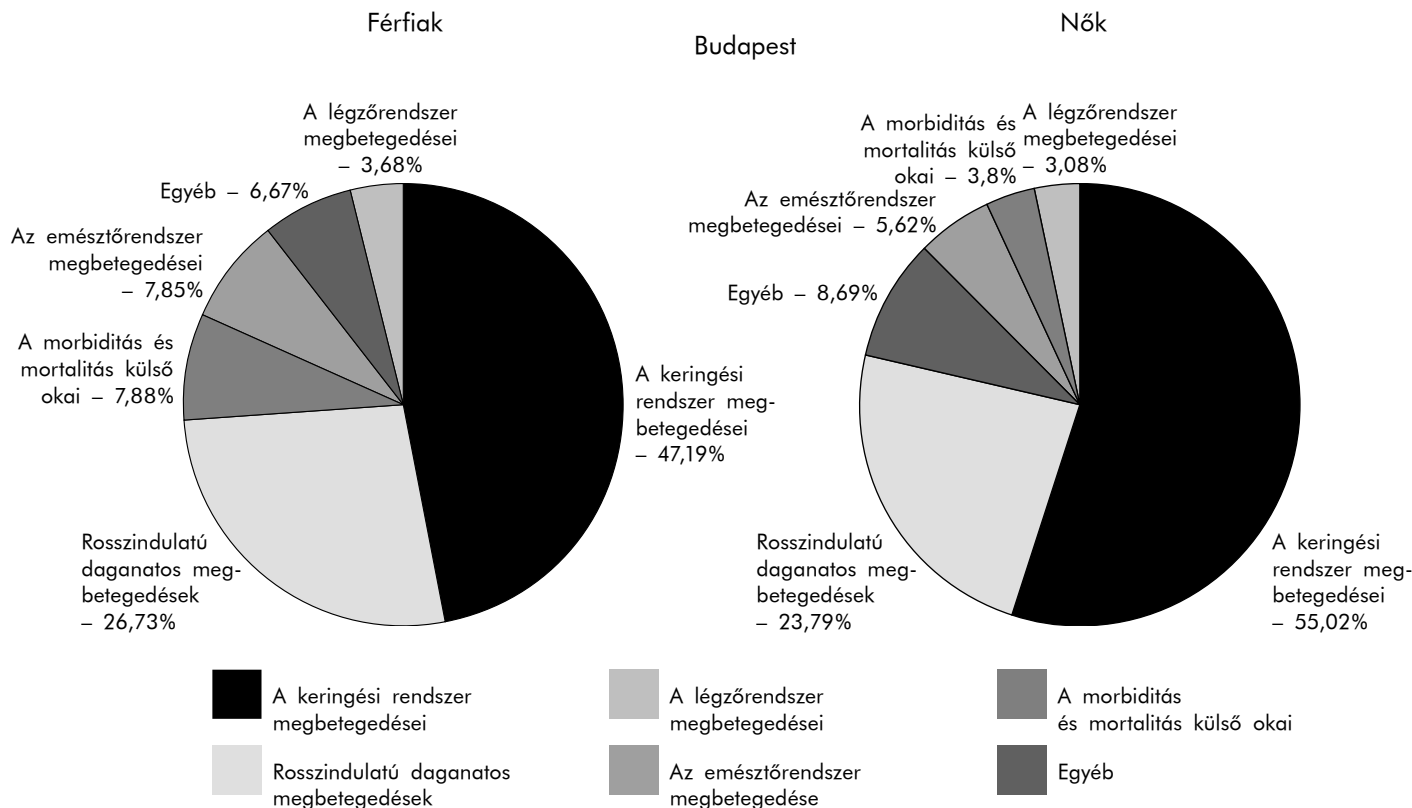 Férfiak
Budapest
Nők
A légzőrendszer
megbetegedései
– 3,68%
Egyéb – 6,67%
Az emésztőrendszer
megbetegedései
– 7,85%
A morbiditás és
mortalitás külső
okai – 7,88%
Rosszindulatú
daganatos meg-
betegedések
– 26,73%
A keringési
rendszer meg-
betegedései
– 47,19%
A légzőrendszer
megbetegedései
– 3,08%
A morbiditás és
mortalitás külső
okai – 3,8%
Az emésztőrendszer
megbetegedései – 5,62%
Egyéb – 8,69%
Rosszindulatú
daganatos meg-
betegedések
– 23,79%
A keringési
rendszer meg-
betegedései
– 55,02%
A keringési rendszer
megbetegedései
A légzőrendszer
megbetegedései
A morbiditás
és mortalitás külső okai
Rosszindulatú daganatos
megbetegedések
Az emésztőrendszer
megbetegedése
Egyéb